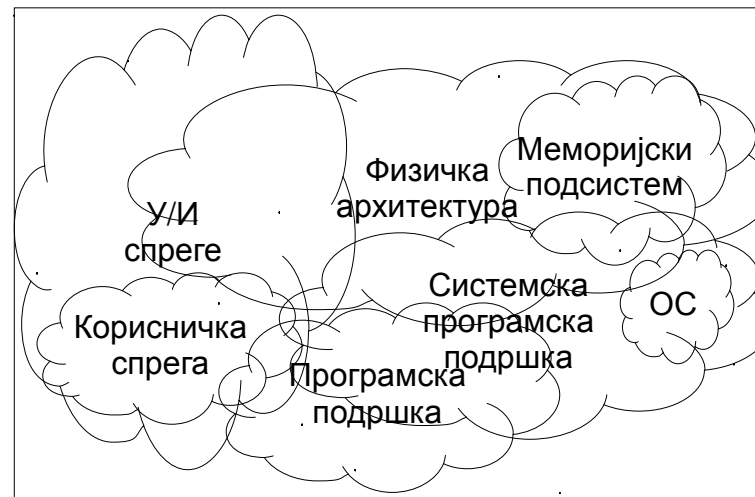 Физичка
архитектура
Меморијски
подсистем
У/И
спреге
Системска
програмска
подршка
ОС
Корисничка
спрега
Програмска
подршка